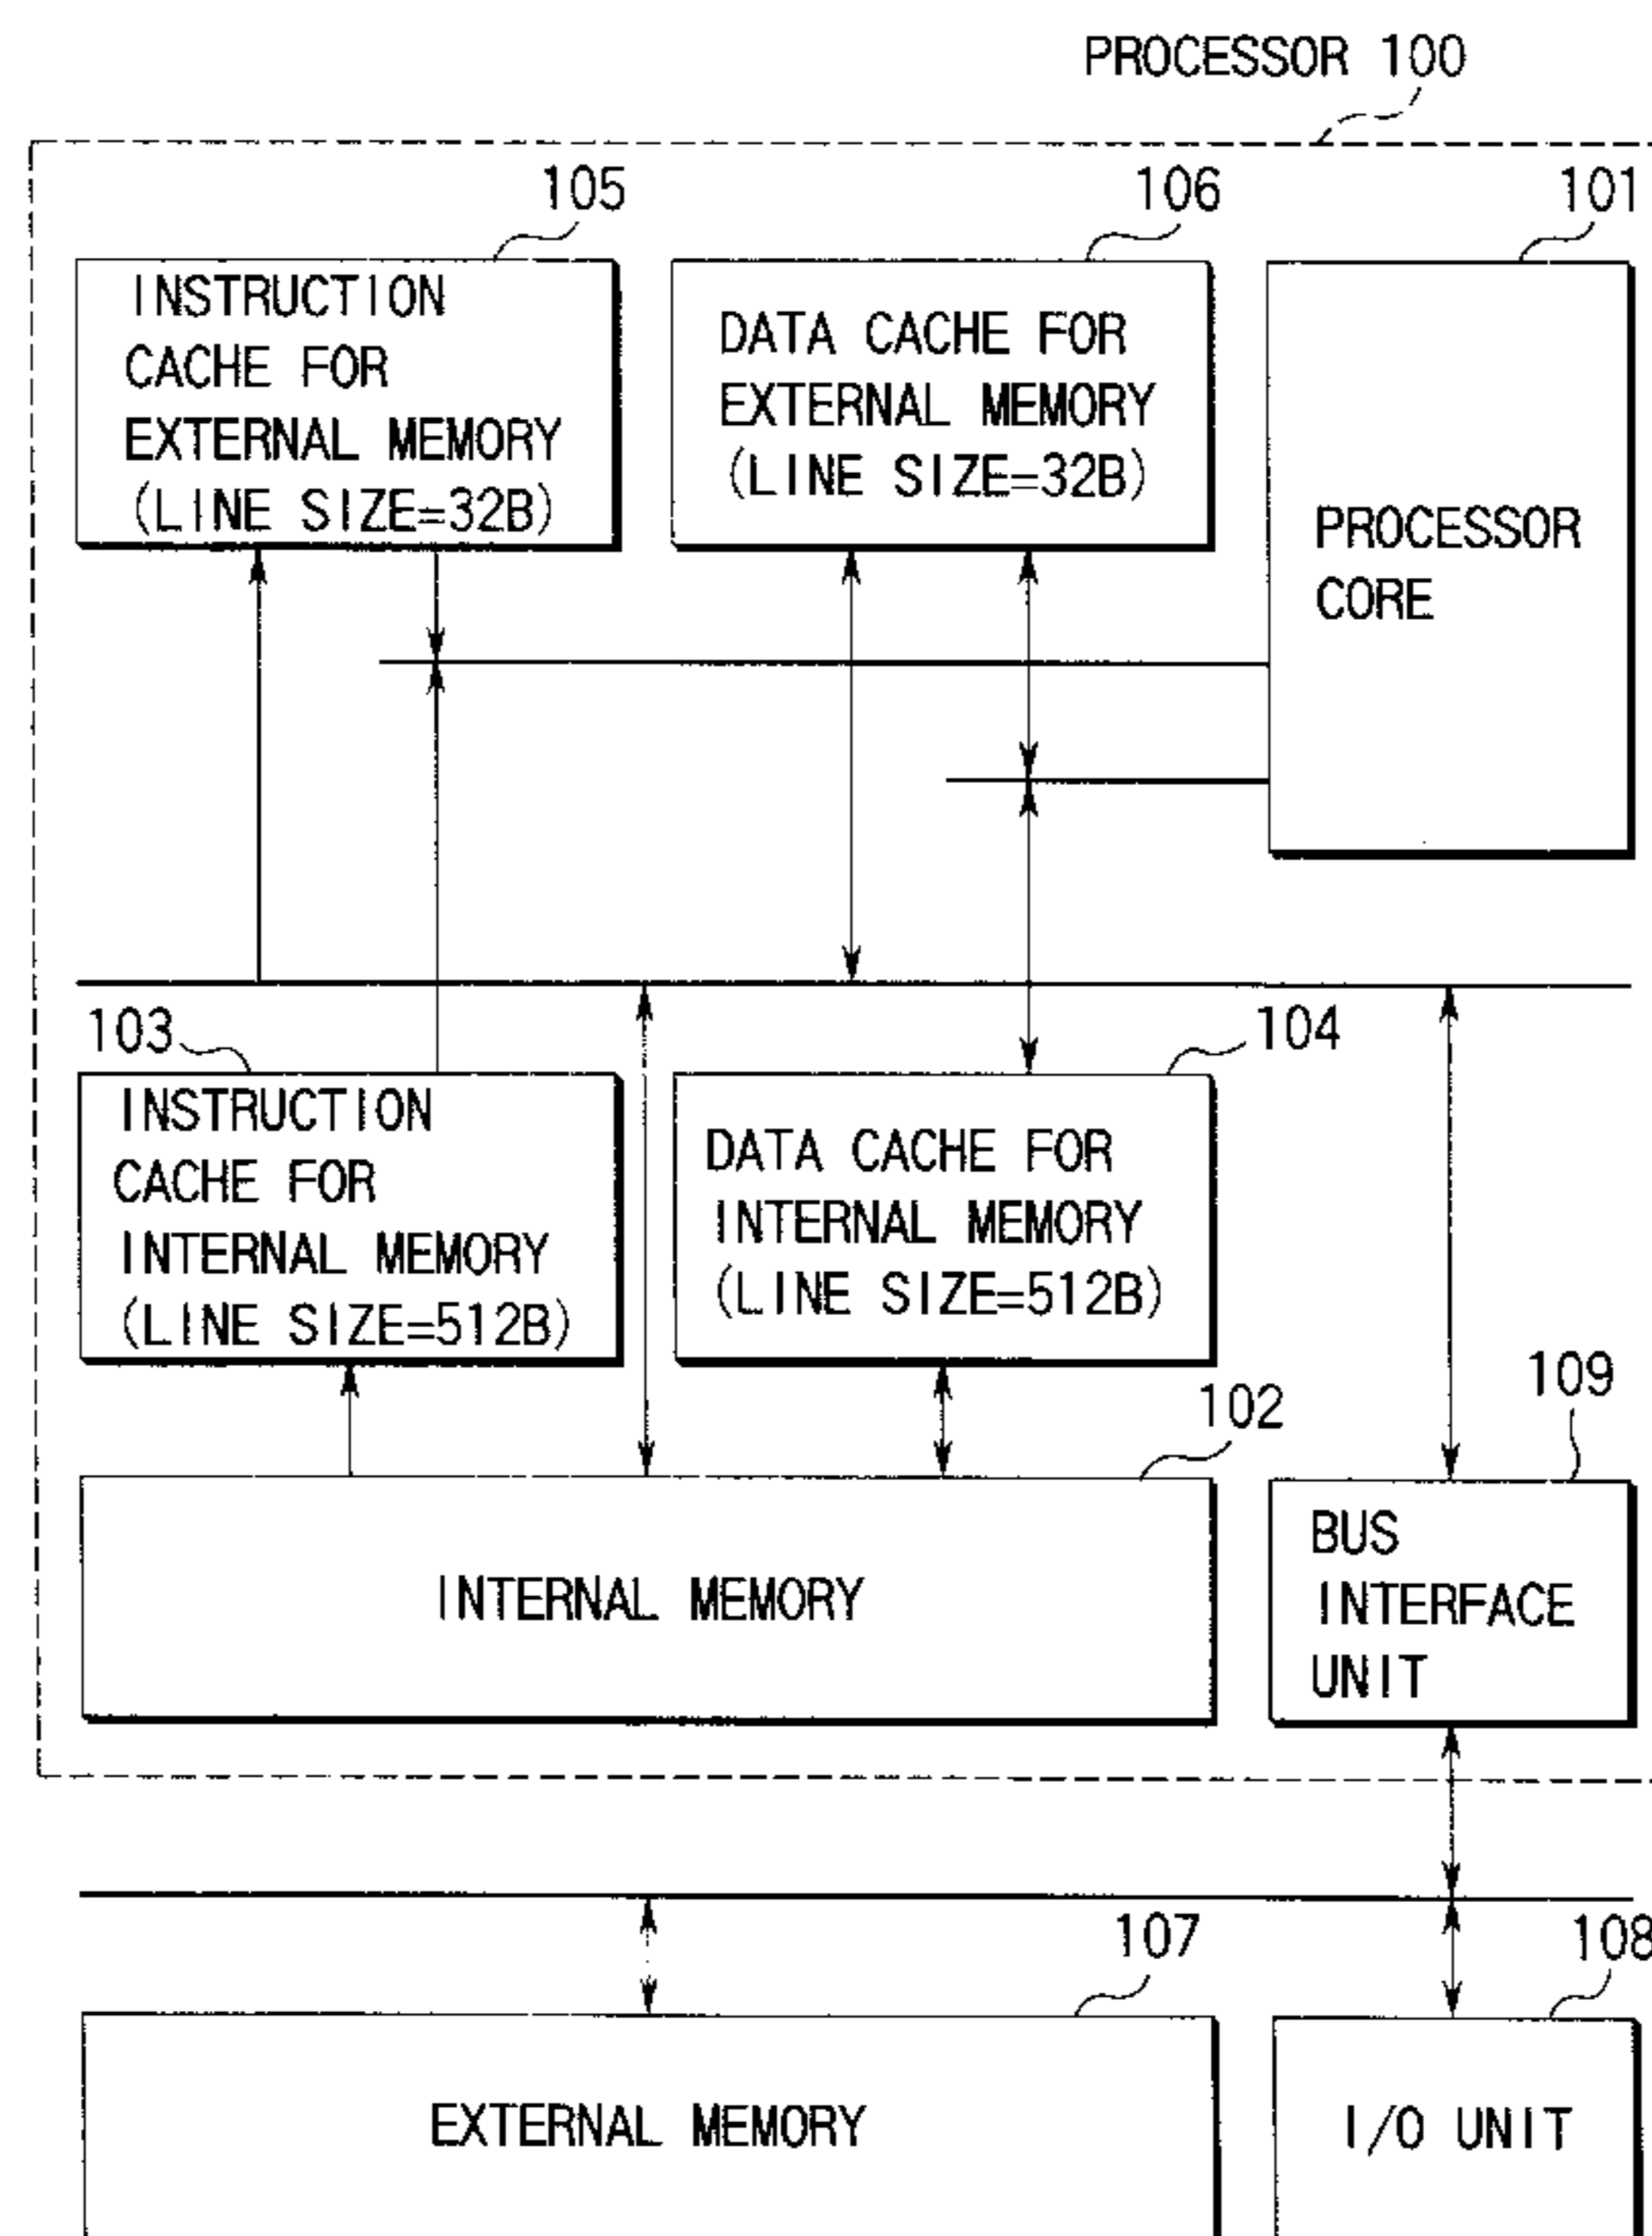 PROCESSOR 100
105
106
101
INSTRUCTION
CACHE FOR
EXTERNAL MEMORY
(LINE SIZE=32B)
DATA CACHE FOR
EXTERNAL MEMORY
(LINE SIZE=32B)
PROCESSOR
CORE
103
104
INSTRUCTION
CACHE FOR
INTERNAL MEMORY
(LINE SIZE=512B)
DATA CACHE FOR
INTERNAL MEMORY
(LINE SIZE=512B)
102
109
INTERNAL MEMORY
BUS
INTERFACE
UNIT
107
108
EXTERNAL MEMORY
I/O UNIT